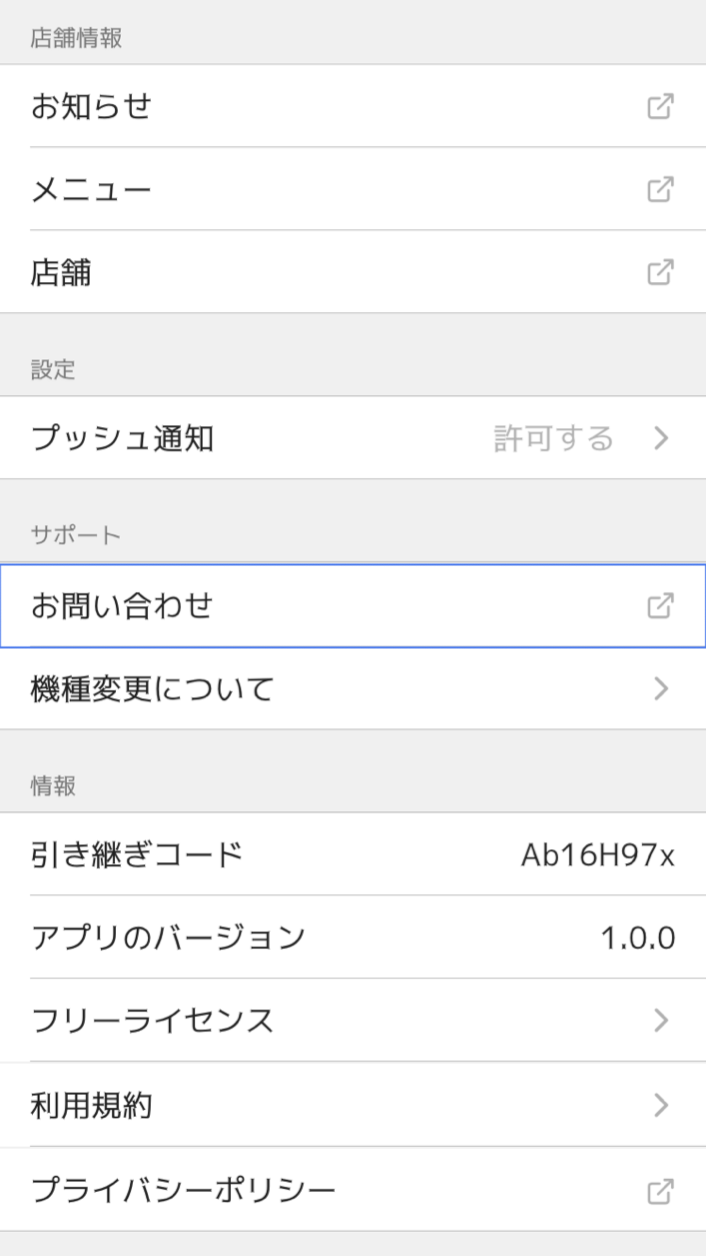 店舗情報
お知らせ
メニュー
店舗
設定
プッシュ通知 許可する
サポート
お問い合わせ
機種変更について
情報
引き継ぎコード Ab16H97x
アプリのバージョン 1.0.0
フリーライセンス
利用規約
プライバシーポリシー